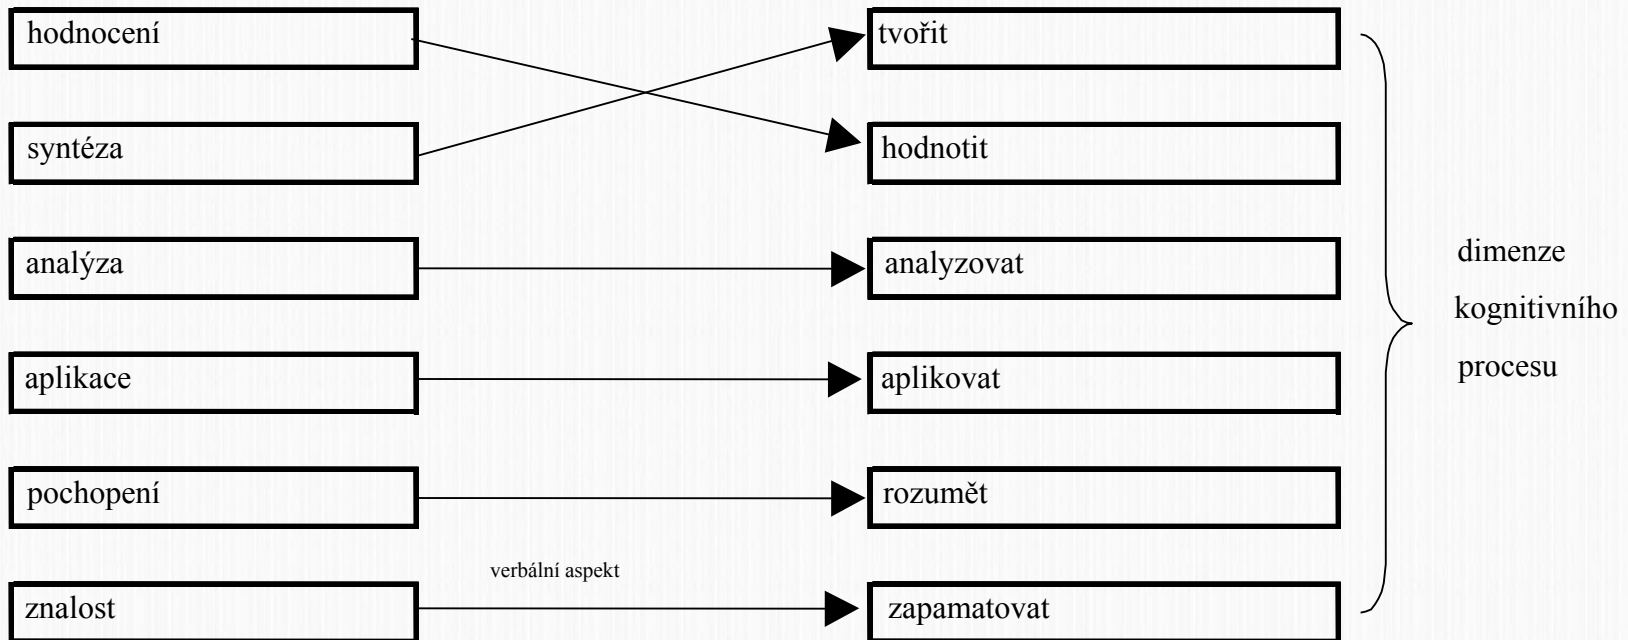 hodnocení
tvořit
syntéza
hodnotit
analýza
analyzovat
dimenze
kognitivního
procesu
aplikace
aplikovat
pochopení
rozumět
verbální aspekt
znalost
zapamatovat